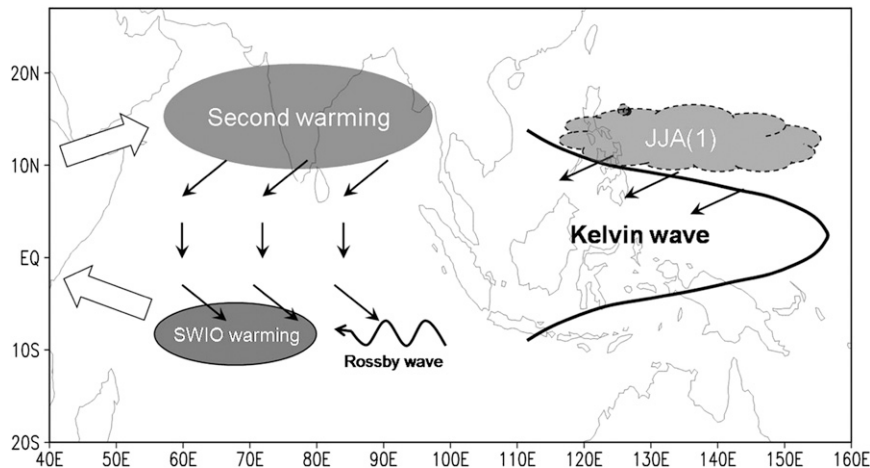 20N
10N
EQ
10S
20S
Second warming
JJA(1)
Kelvin wave
SWIO warming
Rossby wave
40E 50E 60E 70E 80E 90E 100E 110E 120E 130E 140E 150E 160E